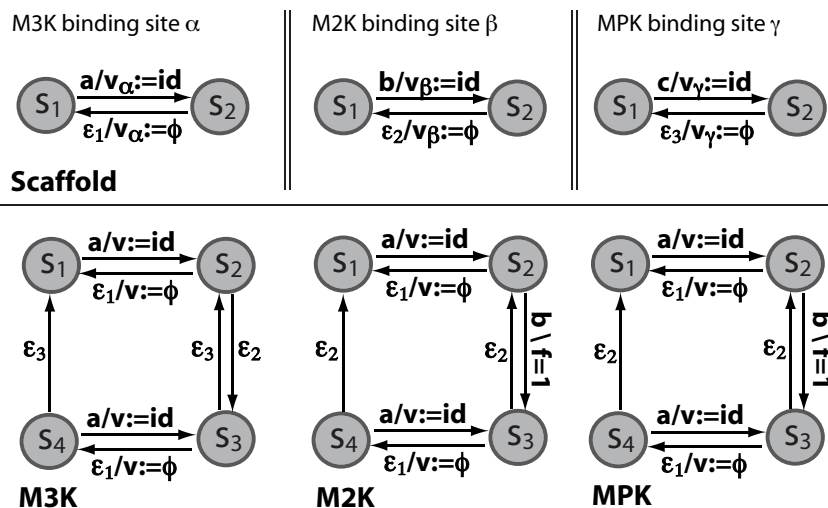 M3K binding site α
M2K binding site β
MPK binding site γ
a/vα:=id
S1
S2
ε1/vα:=ϕ
b/vβ:=id
S1
S2
ε2/vβ:=ϕ
c/vγ:=id
S1
S2
ε3/vγ:=ϕ
Scaffold
a/v:=id
S1
S2
ε1/v:=ϕ
ε3
ε3
ε2
a/v:=id
S4
S3
ε1/v:=ϕ
M3K
a/v:=id
S1
S2
ε1/v:=ϕ
ε2
ε2
b \ f=1
a/v:=id
S4
S3
ε1/v:=ϕ
M2K
a/v:=id
S1
S2
ε1/v:=ϕ
ε2
ε2
b \ f=1
a/v:=id
S4
S3
ε1/v:=ϕ
MPK